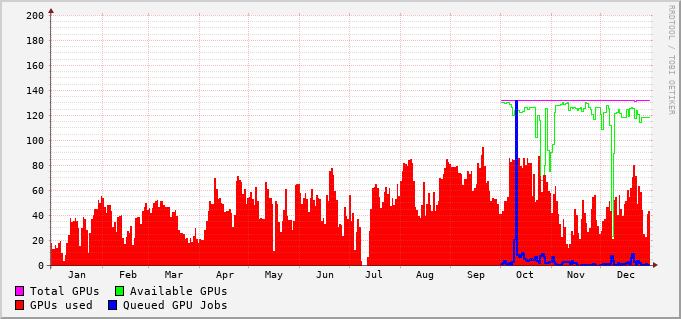 RRDTOOL / TOBI OETIKER
200
180
160
140
120
100
80
60
40
20
0
Jan Feb Mar Apr May Jun Jul Aug Sep Oct Nov Dec
Total GPUs Available GPUs
GPUs used Queued GPU Jobs